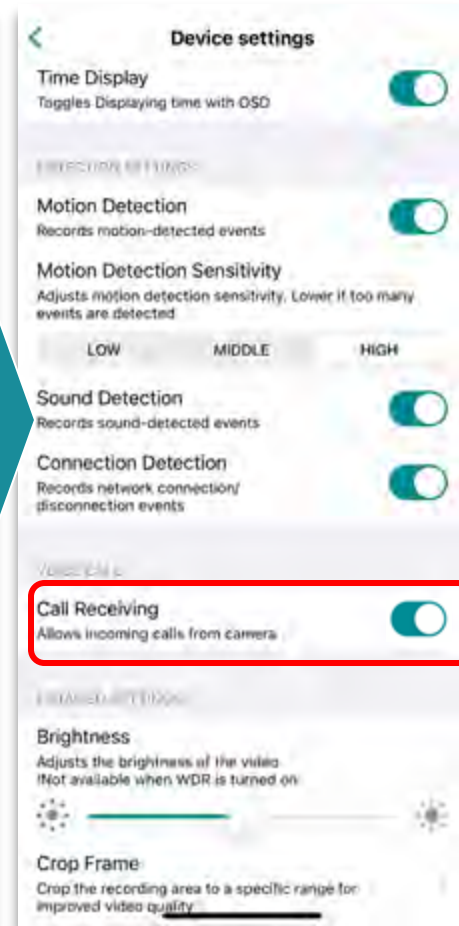 Device settings
Time Display
Toggles Displaying time with OSD
DETECTION SETTINGS
Motion Detection
Records motion-detected events
Motion Detection Sensitivity
Adjusts motion detection sensitivity. Lower if too many
events are detected
LOW MIDDLE HIGH
Sound Detection
Records sound-detected events
Connection Detection
Records network connection/
disconnection events
Call Receiving
Allows incoming calls from camera
Brightness
Adjusts the brightness of the video
!Not available when WDR is turned on
Crop Frame
Crop the recording area to a specific range for
improved video quality